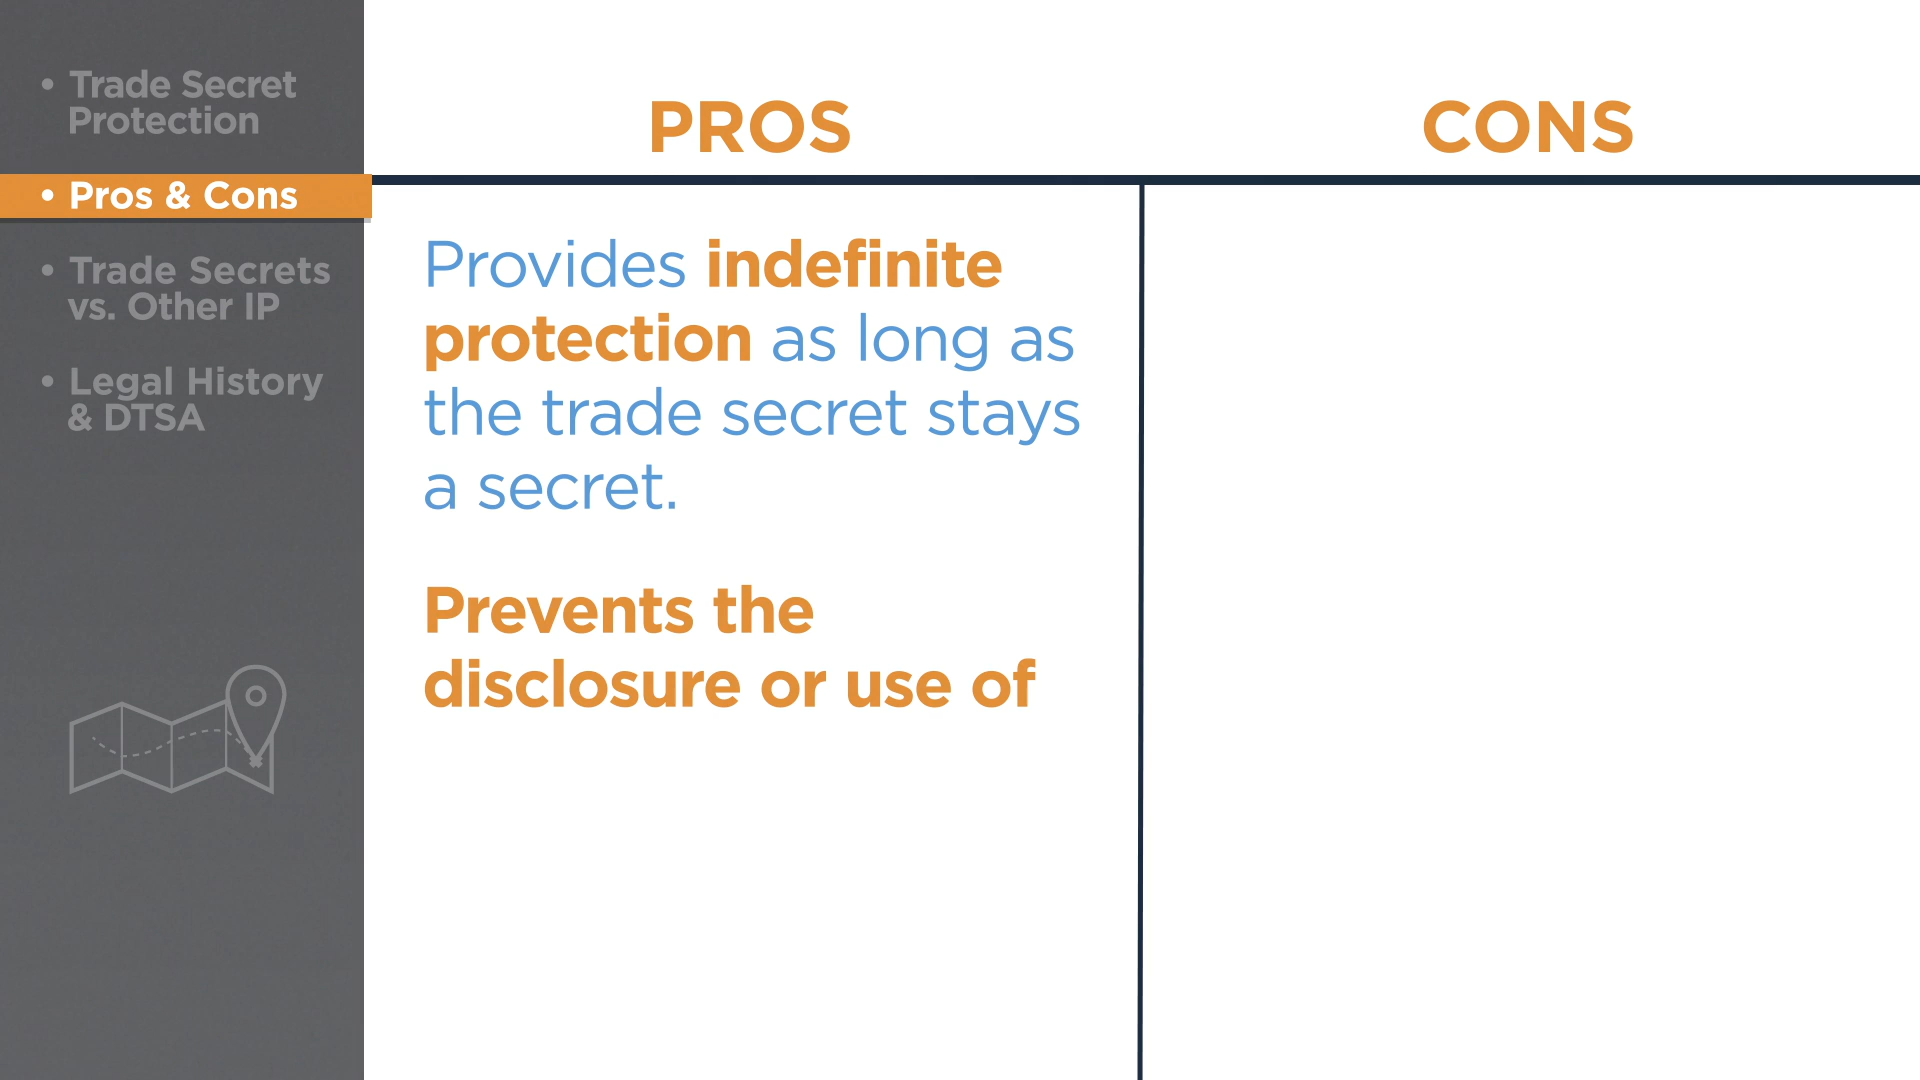 • Trade Secret
Protection
• Pros & Cons
• Trade Secrets
vs. Other IP
• Legal History
& DTSA
PROS
CONS
Provides indefinite
protection as long as
the trade secret stays
a secret.
Prevents the
disclosure or use of